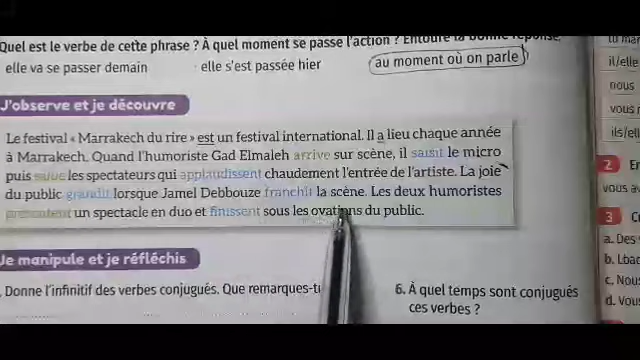 Quel est le verbe de cette phrase ? À quel moment se passe l'action ? Entoure la bonne réponse.
elle va se passer demain
elle s'est passée hier
au moment où on parle
J'observe et je découvre
Le festival « Marrakech du rire » est un festival international. Il a lieu chaque année
à Marrakech. Quand l'humoriste Gad Elmaleh arrive sur scène, il saisit le micro
puis salue les spectateurs qui applaudissent chaudement l'entrée de l'artiste. La joie
du public grandit lorsque Jamel Debbouze franchit la scène. Les deux humoristes
présentent un spectacle en duo et finissent sous les ovations du public.
Je manipule et je réfléchis
. Donne l'infinitif des verbes conjugués. Que remarques-t
6. À quel temps sont conjugués
ces verbes ?
il/elle
nous
vous
ils/ell
2
vous a
3
a. Des
b. Lbac
c. Nous
d. Vous